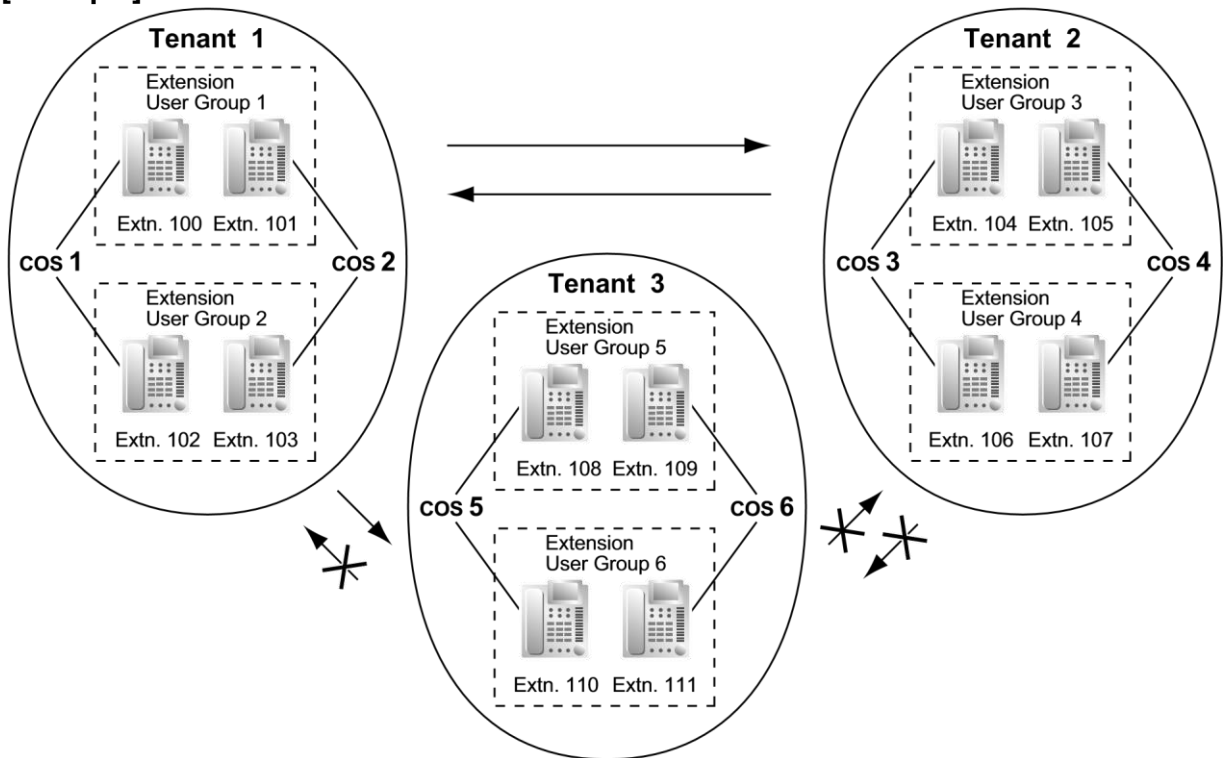 Tenant 1
Extension
User Group 1
Extn. 100 Extn. 101
COS 1
COS 2
Extension
User Group 2
Extn. 102 Extn. 103
Tenant 2
Extension
User Group 3
Extn. 104 Extn. 105
COS 3
COS 4
Extension
User Group 4
Extn. 106 Extn. 107
Tenant 3
Extension
User Group 5
Extn. 108 Extn. 109
COS 5
COS 6
Extension
User Group 6
Extn. 110 Extn. 111